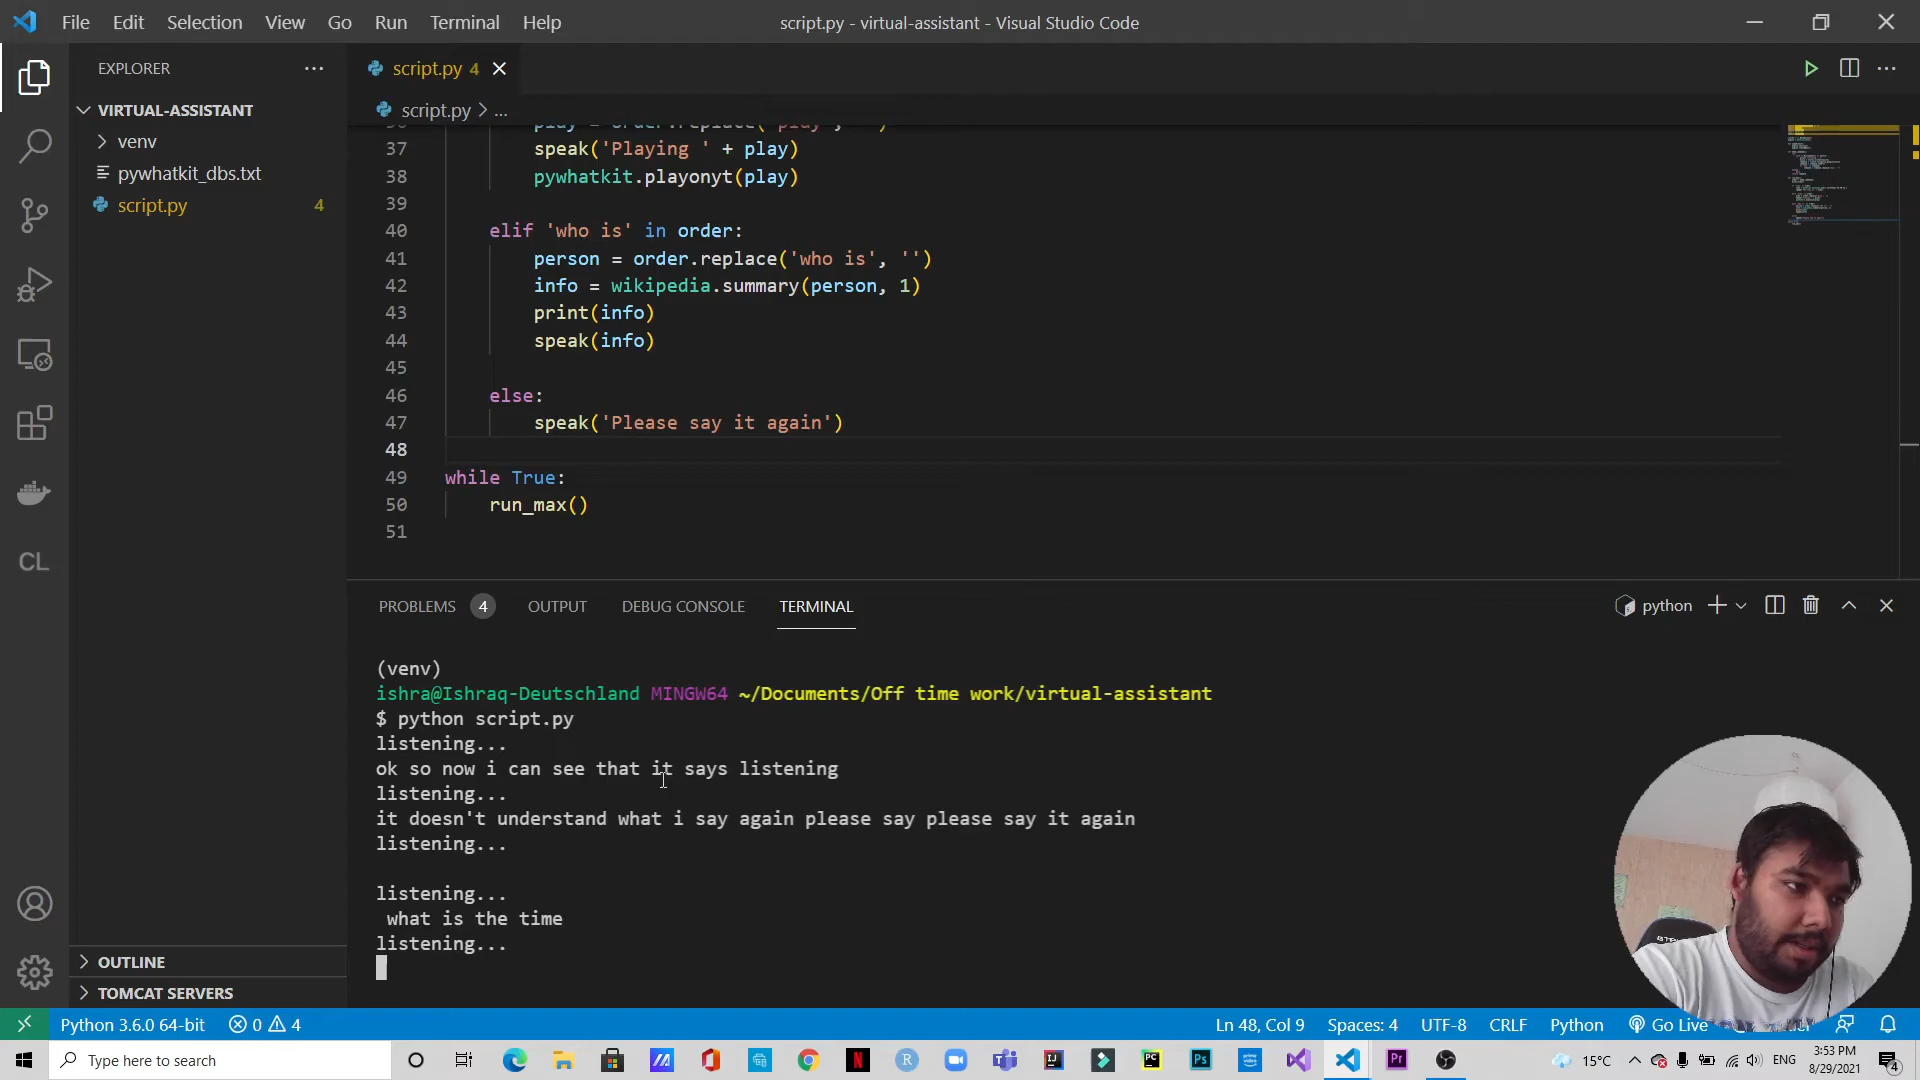 File Edit Selection View Go Run Terminal Help
script.py - virtual-assistant - Visual Studio Code
EXPLORER
script.py 4
VIRTUAL-ASSISTANT
script.py > ...
venv
pywhatkit_dbs.txt
script.py 4
play = order.replace('play', '')
37 speak('Playing ' + play)
38 pywhatkit.playonyt(play)
39
40 elif 'who is' in order:
41 person = order.replace('who is', '')
42 info = wikipedia.summary(person, 1)
43 print(info)
44 speak(info)
45
46 else:
47 speak('Please say it again')
48
49 while True:
50 run_max()
51
CL
PROBLEMS 4 OUTPUT DEBUG CONSOLE TERMINAL
python
(venv)
ishra@Ishraq-Deutschland MINGW64 ~/Documents/Off time work/virtual-assistant
$ python script.py
listening...
ok so now i can see that it says listening
listening...
it doesn't understand what i say again please say please say it again
listening...
listening...
what is the time
listening...
OUTLINE
TOMCAT SERVERS
Python 3.6.0 64-bit 0 4
Ln 48, Col 9 Spaces: 4 UTF-8 CRLF Python Go Live
Type here to search
15°C ENG
3:53 PM
8/29/2021
4